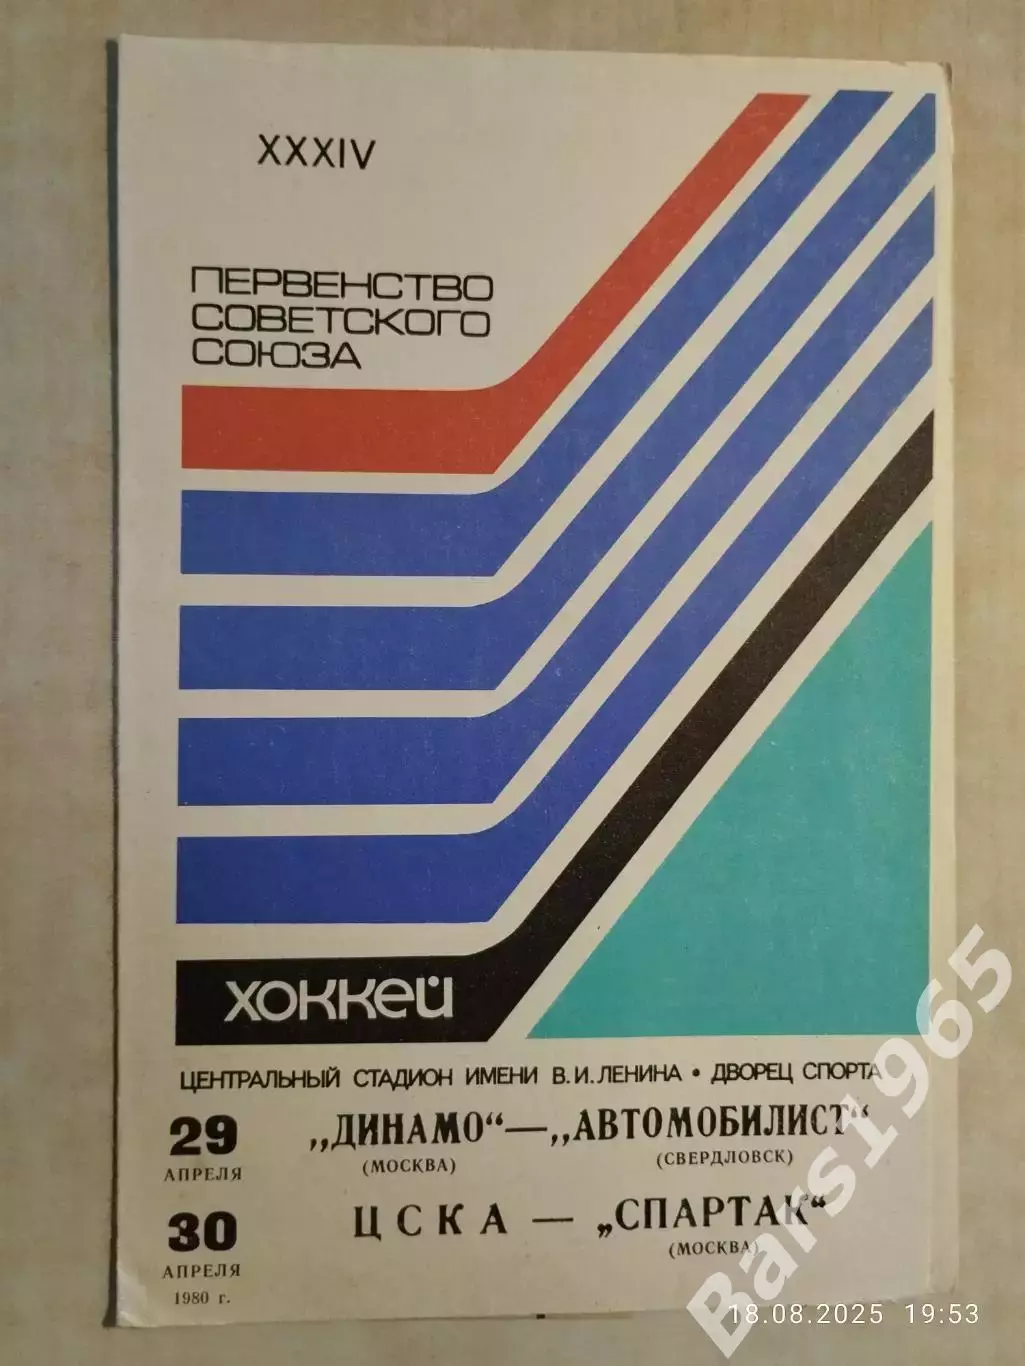 XXXIV
ПЕРВЕНСТВО
СОВЕТСКОГО
СОЮЗА
хоккей
ЦЕНТРАЛЬНЫЙ СТАДИОН ИМЕНИ В.И.ЛЕНИНА • ДВОРЕЦ СПОРТА
29
АПРЕЛЯ
„ДИНАМО“—„АВТОМОБИЛИСТ“
(МОСКВА) (СВЕРДЛОВСК)
30
АПРЕЛЯ
1980 г.
ЦСКА — „СПАРТАК“
(МОСКВА)
Bars1965
18.08.2025 19:53